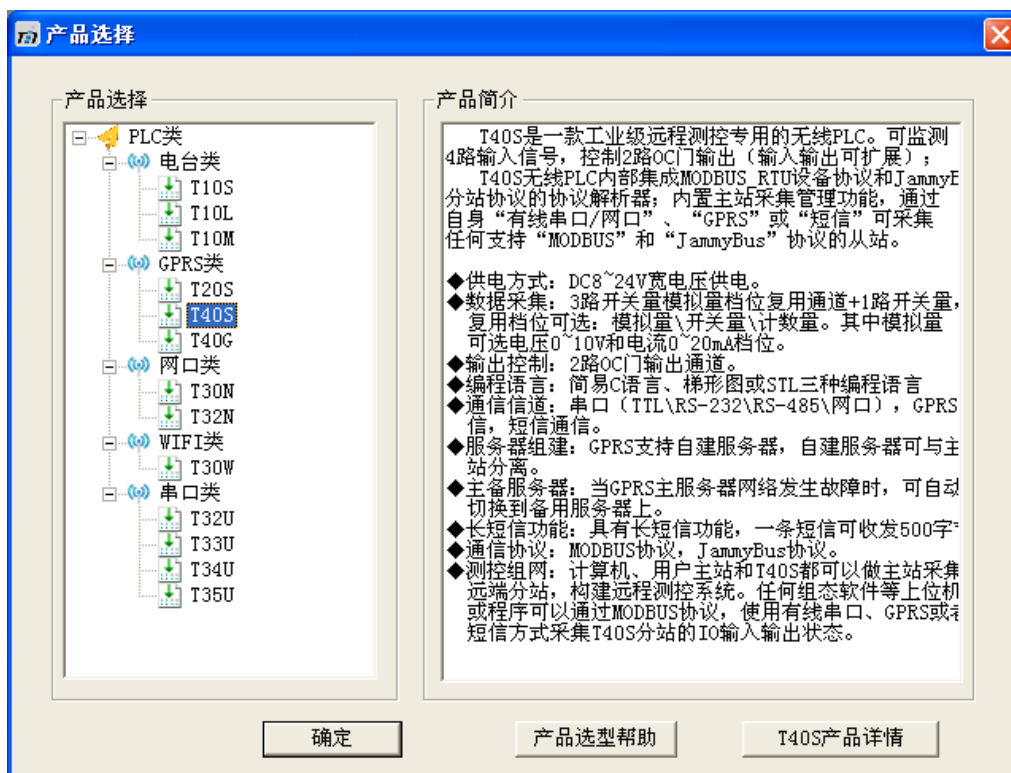 产品选择
产品选择
PLC类
电台类
T10S
T10L
T10M
GPRS类
T20S
T40S
T40G
网口类
T30N
T32N
WIFI类
T30W
串口类
T32U
T33U
T34U
T35U
产品简介
T40S是一款工业级远程测控专用的无线PLC。可监测
4路输入信号，控制2路OC门输出（输入输出可扩展）；
T40S无线PLC内部集成MODBUS_RTU设备协议和Jammy
分站协议的协议解析器；内置主站采集管理功能，通过
自身“有线串口/网口”、“GPRS”或“短信”可采集
任何支持“MODBUS”和“JammyBus”协议的从站。
◆供电方式：DC8~24V宽电压供电。
◆数据采集：3路开关量模拟量档位复用通道+1路开关量，
复用档位可选：模拟量\开关量\计数量。其中模拟量
可选电压0~10V和电流0~20mA档位。
◆输出控制：2路OC门输出通道。
◆编程语言：简易C语言、梯形图或STL三种编程语言
◆通信信道：串口（TTL\RS-232\RS-485\网口），GPRS
信，短信通信。
◆服务器组建：GPRS支持自建服务器，自建服务器可与主
站分离。
◆主备服务器：当GPRS主服务器网络发生故障时，可自动
切换到备用服务器上。
◆长短信功能：具有长短信功能，一条短信可收发500字
◆通信协议：MODBUS协议，JammyBus协议。
◆测控组网：计算机、用户主站和T40S都可以做主站采集
远端分站，构建远程测控系统。任何组态软件等上位机
或程序可以通过MODBUS协议，使用有线串口、GPRS或
短信方式采集T40S分站的IO输入输出状态。
确定
产品选型帮助
T40S产品详情